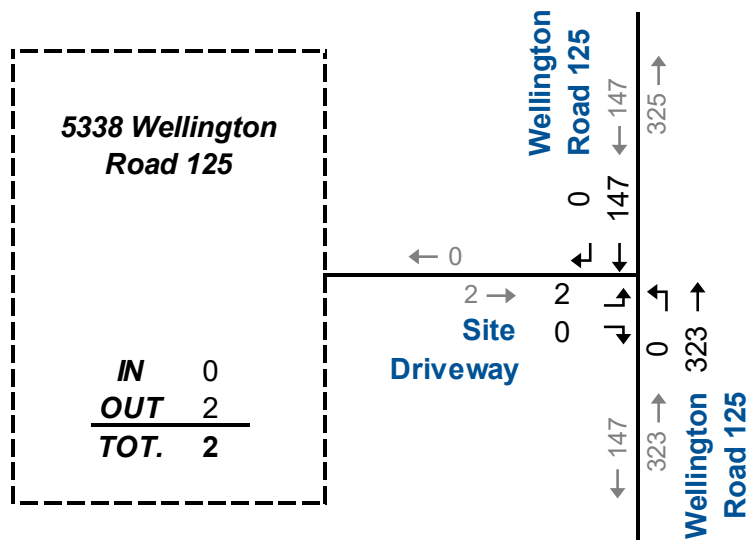 5338 Wellington
Road 125
IN 0
OUT 2
TOT. 2
Wellington
Road 125
← 147
325 →
0
147
← 0
2 →
2
Site
0
Driveway
0
323 →
← 147
323 →
Wellington
Road 125